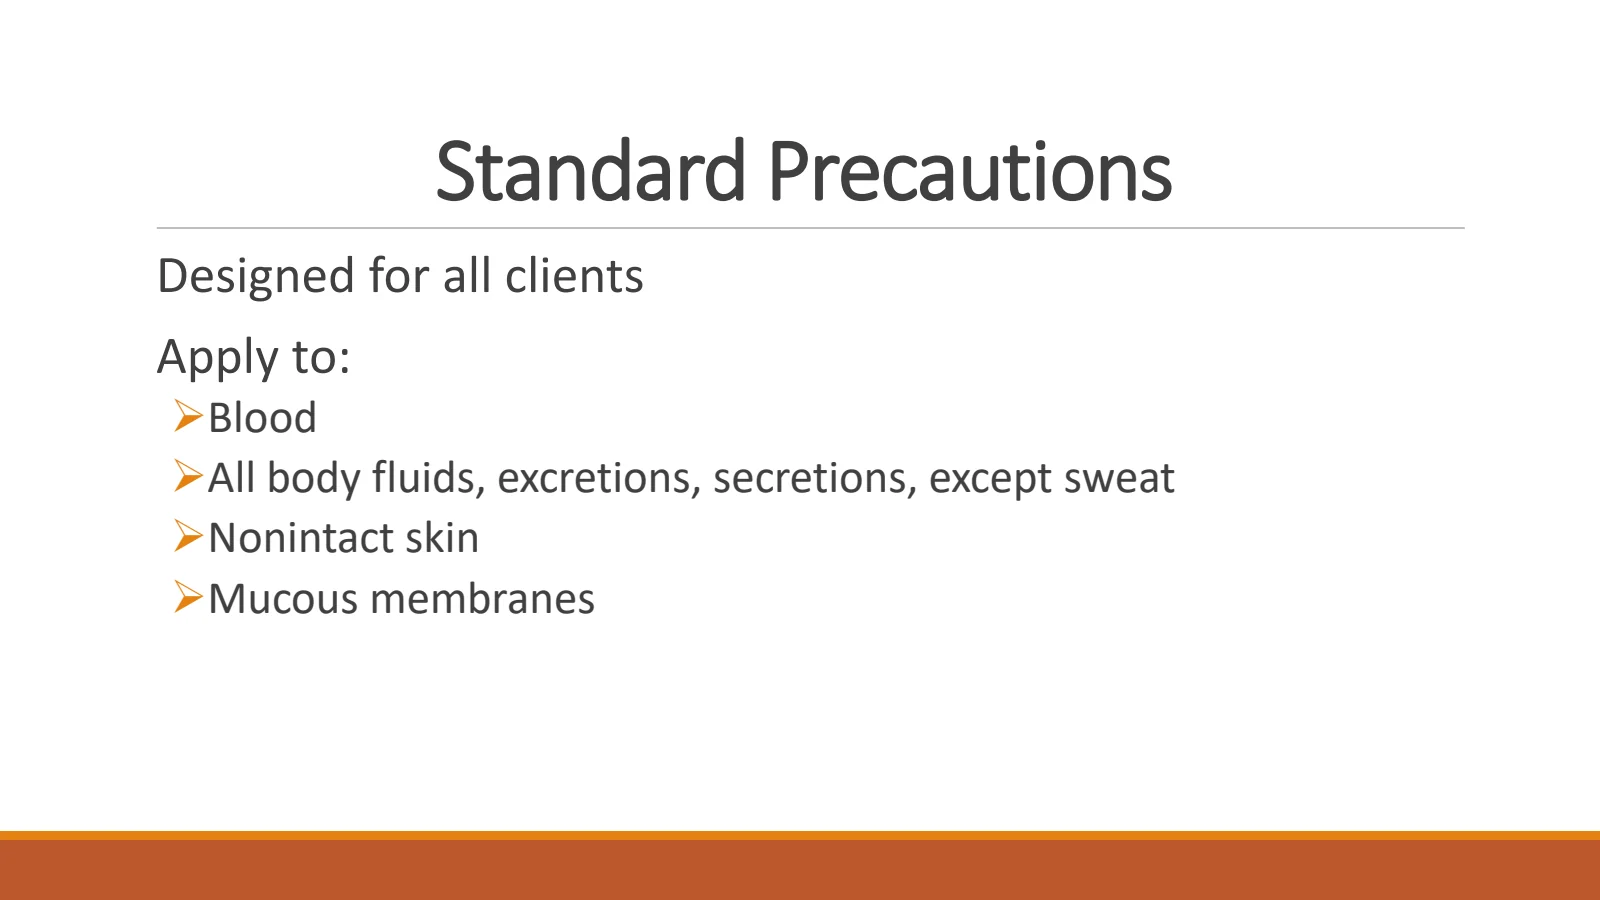 Standard Precautions
Designed for all clients
Apply to:
Blood
All body fluids, excretions, secretions, except sweat
Nonintact skin
Mucous membranes